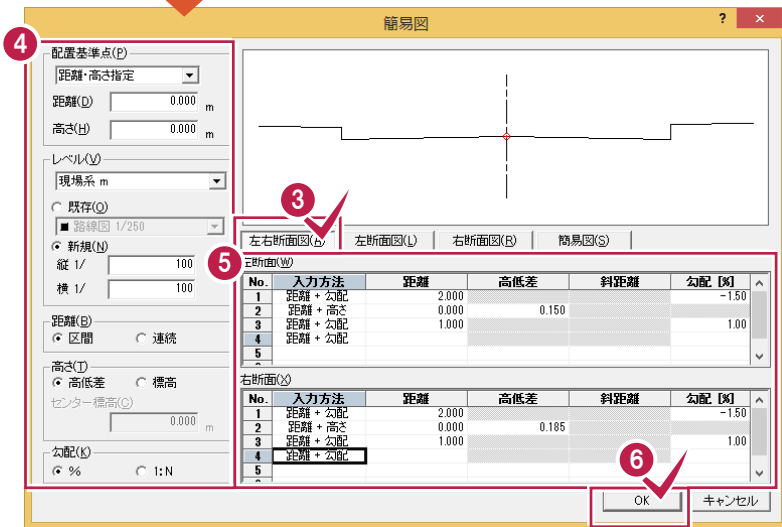 簡易図
? ×
4
配置基準点(P)
距離・高さ指定
距離(D) 0.000 m
高さ(H) 0.000 m
レベル(V)
現場系 m
既存(O)
路線図 1/250
新規(N)
縦 1/ 100
横 1/ 100
距離(B)
区間 連続
高さ(T)
高低差 標高
センター標高(C)
0.000 m
勾配(K)
% 1:N
3
左右断面図 左断面図(L) 右断面図(R) 簡易図(S)
5
左断面(W)
No. 入力方法 距離 高低差 斜距離 勾配 [%]
1 距離 + 勾配 2.000 -1.50
2 距離 + 高さ 0.000 0.150
3 距離 + 勾配 1.000 1.00
4 距離 + 勾配
5
右断面(X)
No. 入力方法 距離 高低差 斜距離 勾配 [%]
1 距離 + 勾配 2.000 -1.50
2 距離 + 高さ 0.000 0.185
3 距離 + 勾配 1.000 1.00
4 距離 + 勾配
5
6
OK キャンセル